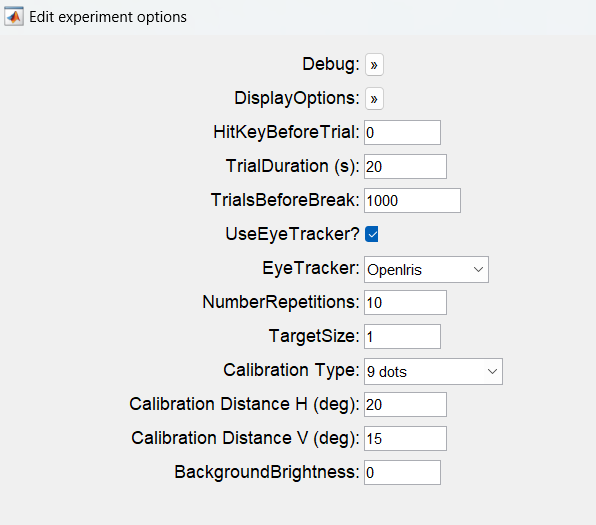 Edit experiment options
Debug: »
DisplayOptions: »
HitKeyBeforeTrial: 0
TrialDuration (s): 20
TrialsBeforeBreak: 1000
UseEyeTracker?
EyeTracker: OpenIris
NumberRepetitions: 10
TargetSize: 1
Calibration Type: 9 dots
Calibration Distance H (deg): 20
Calibration Distance V (deg): 15
BackgroundBrightness: 0